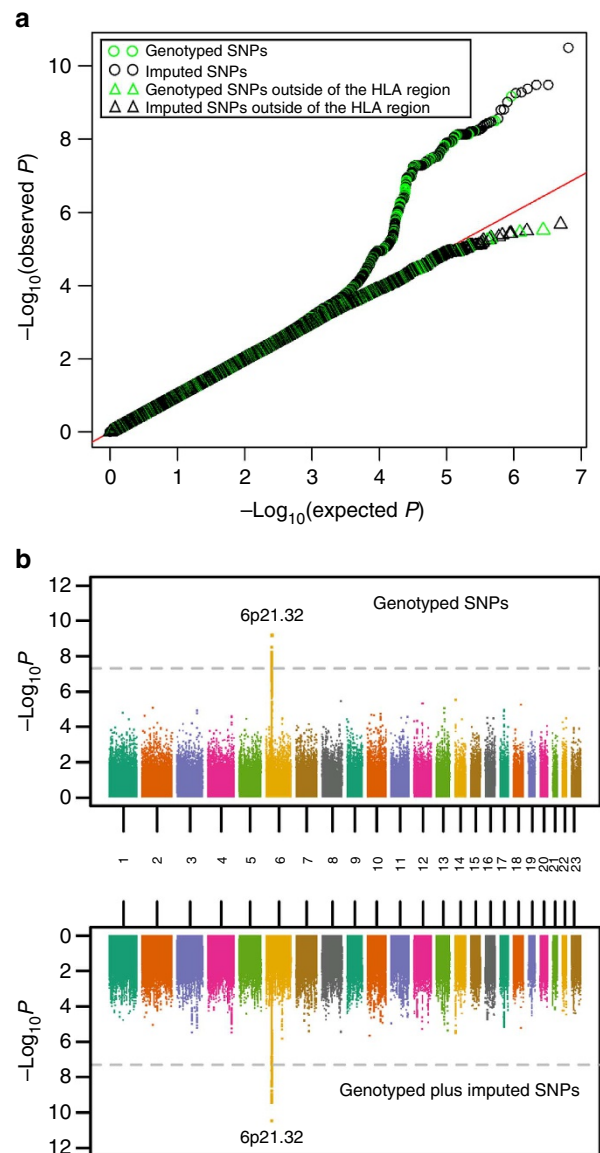 a
Genotyped SNPs
Imputed SNPs
Genotyped SNPs outside of the HLA region
Imputed SNPs outside of the HLA region
10
8
6
4
2
0
–Log10(observed P)
0 1 2 3 4 5 6 7
–Log10(expected P)
b
12
10
8
6
4
2
0
–Log10P
6p21.32
Genotyped SNPs
1 2 3 4 5 6 7 8 9 10 11 12 13 14 15 16 17 18 19 20 21 22 23
0
2
4
6
8
10
12
–Log10P
Genotyped plus imputed SNPs
6p21.32